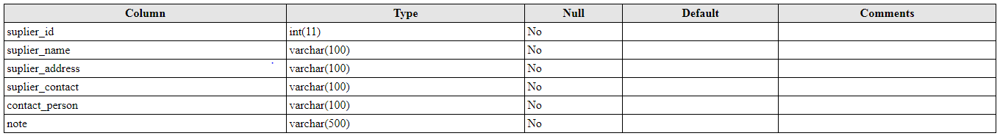 Column Type Null Default Comments
suplier_id int(11) No
suplier_name varchar(100) No
suplier_address varchar(100) No
suplier_contact varchar(100) No
contact_person varchar(100) No
note varchar(500) No